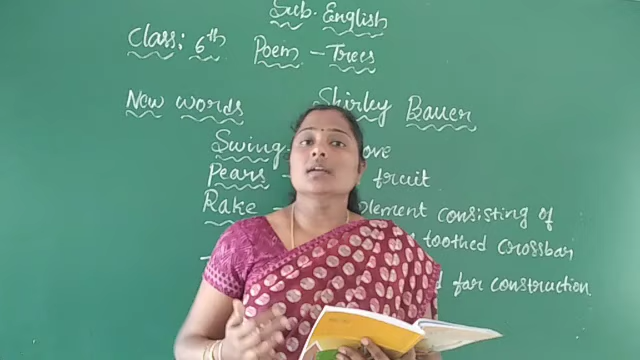 Sub. English
Class: 6th Poem - Trees
New words Shirley Bauer
Swing ove
Pears - fruit
Rake - plement consisting of
toothed crossbar
d for construction